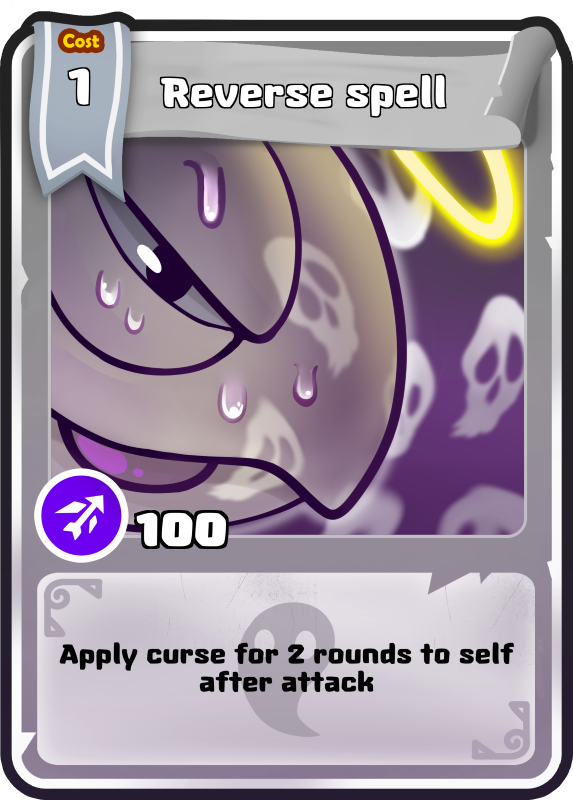 Cost
1
Reverse spell
100
Apply curse for 2 rounds to self
after attack